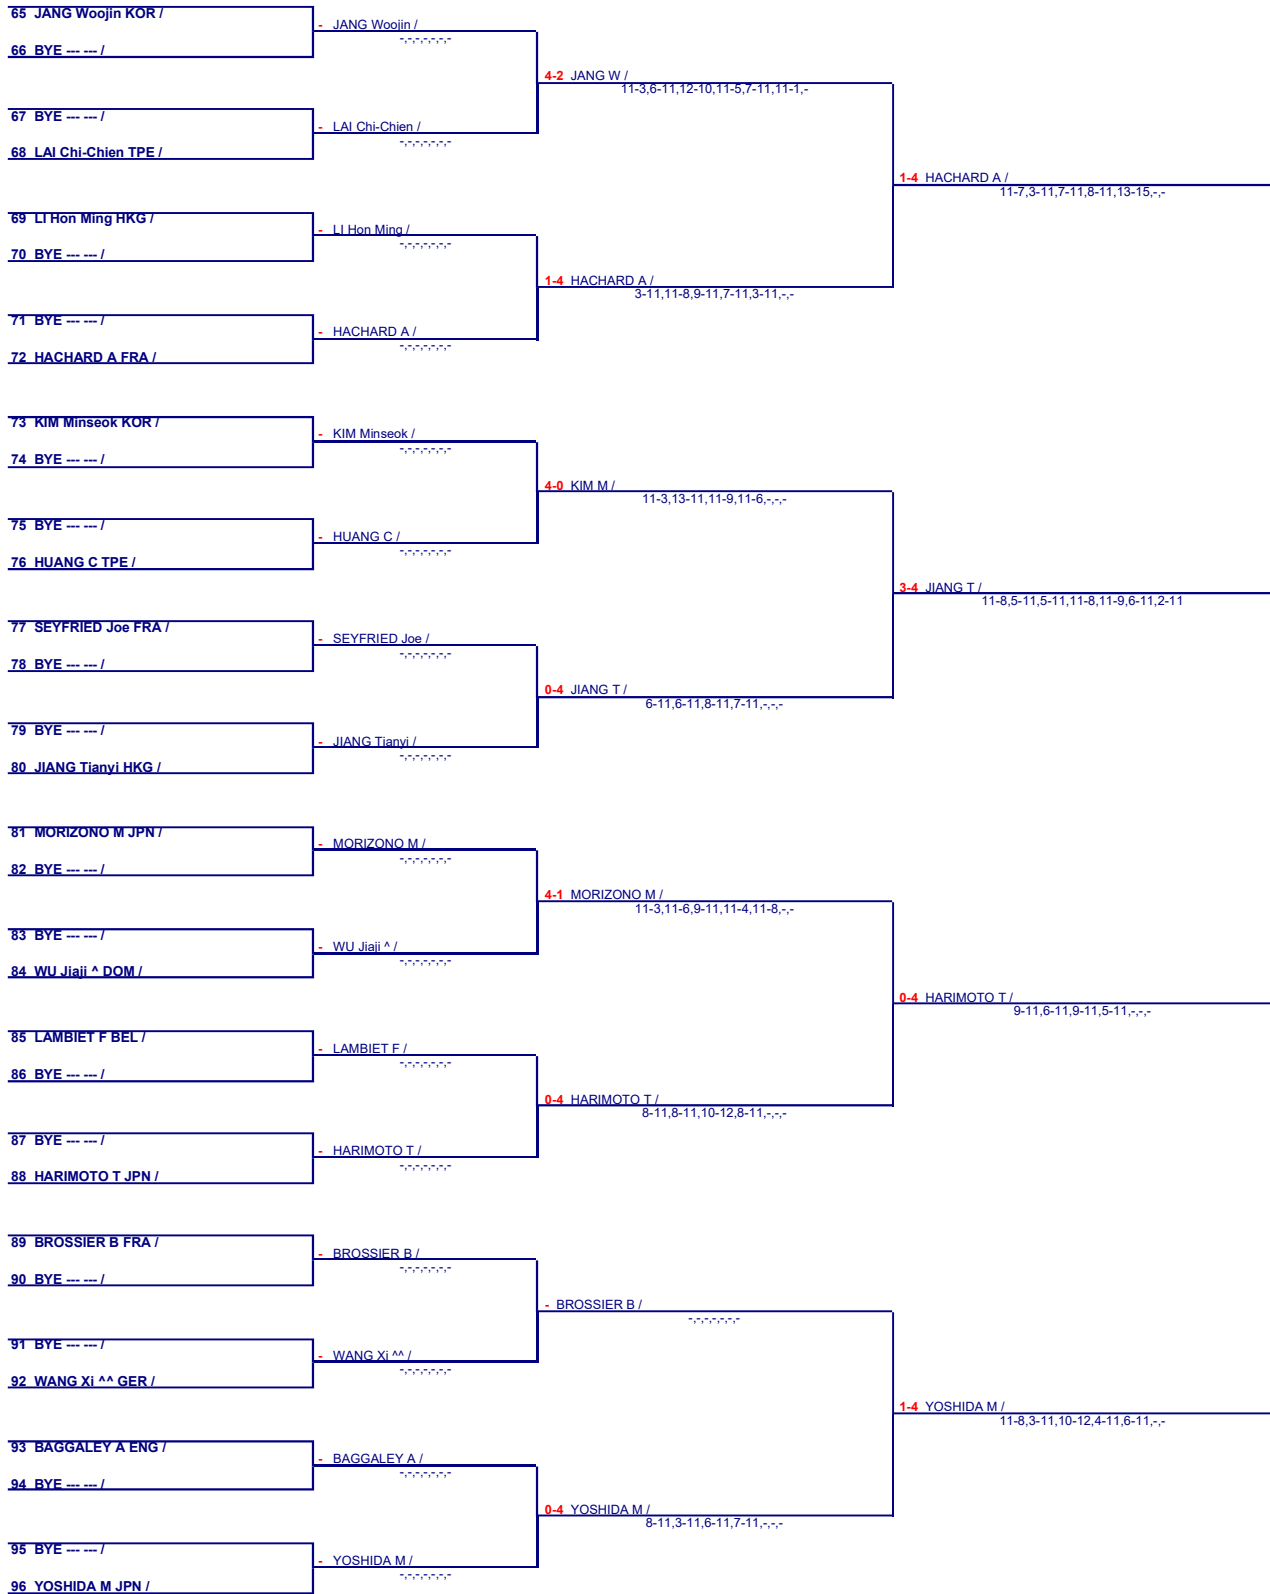 65 JANG Woojin KOR /
- JANG Woojin /
-,-,-,-,-,-,-
66 BYE --- --- /
4-2 JANG W /
11-3,6-11,12-10,11-5,7-11,11-1,-
67 BYE --- --- /
- LAI Chi-Chien /
-,-,-,-,-,-,-
68 LAI Chi-Chien TPE /
1-4 HACHARD A /
11-7,3-11,7-11,8-11,13-15,-,-
69 LI Hon Ming HKG /
- LI Hon Ming /
-,-,-,-,-,-,-
70 BYE --- --- /
1-4 HACHARD A /
3-11,11-8,9-11,7-11,3-11,-,-
71 BYE --- --- /
- HACHARD A /
-,-,-,-,-,-,-
72 HACHARD A FRA /
73 KIM Minseok KOR /
- KIM Minseok /
-,-,-,-,-,-,-
74 BYE --- --- /
4-0 KIM M /
11-3,13-11,11-9,11-6,-,-,-
75 BYE --- --- /
- HUANG C /
-,-,-,-,-,-,-
76 HUANG C TPE /
3-4 JIANG T /
11-8,5-11,5-11,11-8,11-9,6-11,2-11
77 SEYFRIED Joe FRA /
- SEYFRIED Joe /
-,-,-,-,-,-,-
78 BYE --- --- /
0-4 JIANG T /
6-11,6-11,8-11,7-11,-,-,-
79 BYE --- --- /
- JIANG Tianyi /
-,-,-,-,-,-,-
80 JIANG Tianyi HKG /
81 MORIZONO M JPN /
- MORIZONO M /
-,-,-,-,-,-,-
82 BYE --- --- /
4-1 MORIZONO M /
11-3,11-6,9-11,11-4,11-8,-,-
83 BYE --- --- /
- WU Jiaji ^ /
-,-,-,-,-,-,-
84 WU Jiaji ^ DOM /
0-4 HARIMOTO T /
9-11,6-11,9-11,5-11,-,-,-
85 LAMBIET F BEL /
- LAMBIET F /
-,-,-,-,-,-,-
86 BYE --- --- /
0-4 HARIMOTO T /
8-11,8-11,10-12,8-11,-,-,-
87 BYE --- --- /
- HARIMOTO T /
-,-,-,-,-,-,-
88 HARIMOTO T JPN /
89 BROSSIER B FRA /
- BROSSIER B /
-,-,-,-,-,-,-
90 BYE --- --- /
- BROSSIER B /
-,-,-,-,-,-,-
91 BYE --- --- /
- WANG Xi ^^ /
-,-,-,-,-,-,-
92 WANG Xi ^^ GER /
1-4 YOSHIDA M /
11-8,3-11,10-12,4-11,6-11,-,-
93 BAGGALEY A ENG /
- BAGGALEY A /
-,-,-,-,-,-,-
94 BYE --- --- /
0-4 YOSHIDA M /
8-11,3-11,6-11,7-11,-,-,-
95 BYE --- --- /
- YOSHIDA M /
-,-,-,-,-,-,-
96 YOSHIDA M JPN /